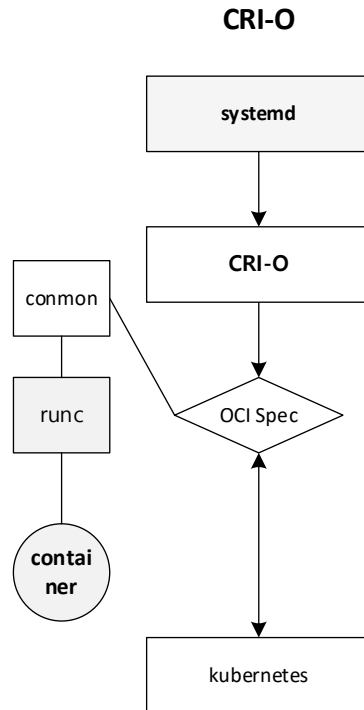 CRI-O
systemd
CRI-O
conmon
runc
OCI Spec
contai
ner
kubernetes